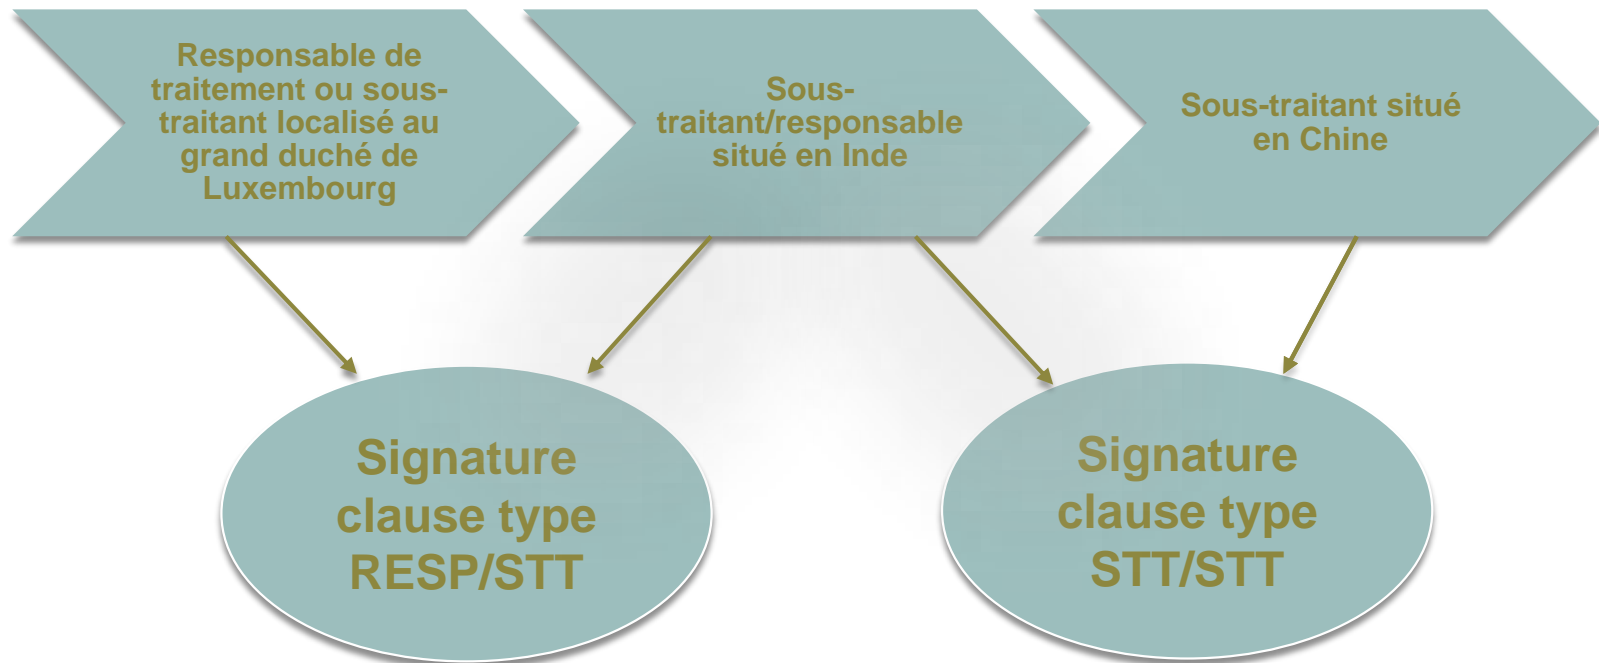 Responsable de
traitement ou sous-
traitant localisé au
grand duché de
Luxembourg
Sous-
traitant/responsable
situé en Inde
Sous-traitant situé
en Chine
Signature
clause type
RESP/STT
Signature
clause type
STT/STT